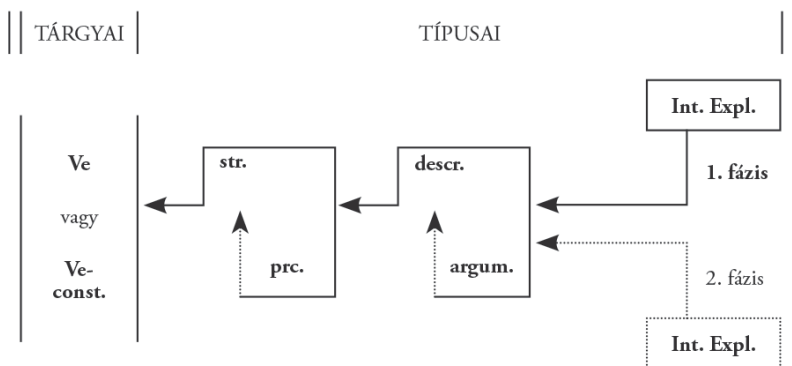 TÁRGYAI TÍPUSAI
Int. Expl.
Ve str. descr. 1. fázis
vagy
Ve- prc. argum.
const. 2. fázis
Int. Expl.